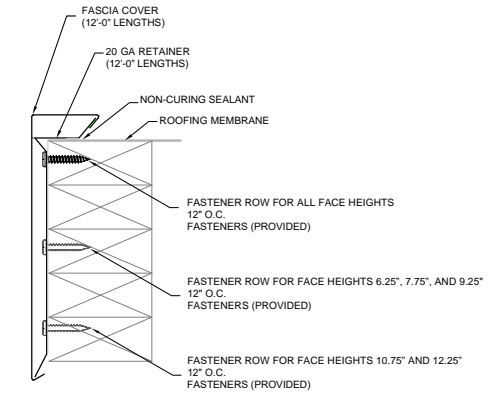 FASCIA COVER
(12'-0" LENGTHS)
20 GA RETAINER
(12'-0" LENGTHS)
NON-CURING SEALANT
ROOFING MEMBRANE
FASTENER ROW FOR ALL FACE HEIGHTS
12" O.C.
FASTENERS (PROVIDED)
FASTENER ROW FOR FACE HEIGHTS 6.25", 7.75", AND 9.25"
12" O.C.
FASTENERS (PROVIDED)
FASTENER ROW FOR FACE HEIGHTS 10.75" AND 12.25"
12" O.C.
FASTENERS (PROVIDED)